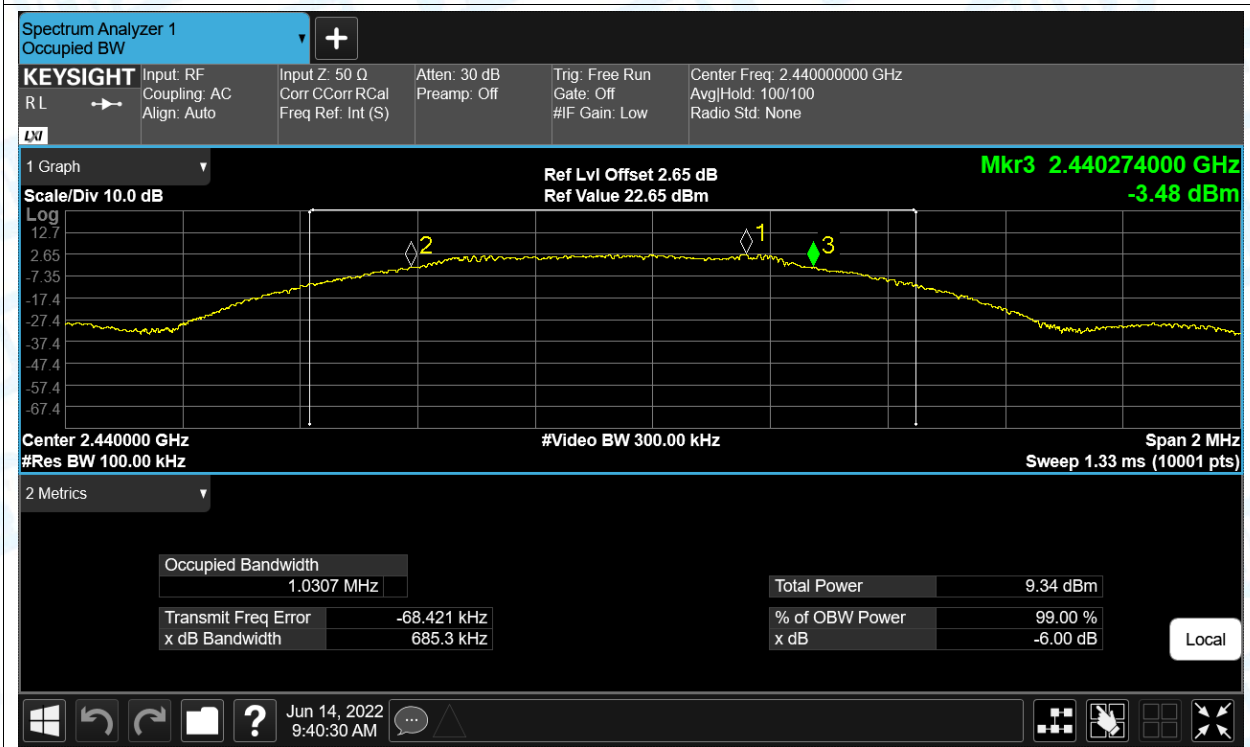 Spectrum Analyzer 1
Occupied BW
KEYSIGHT
R L
LXI
Input: RF
Coupling: AC
Align: Auto
Input Z: 50 Ω
Corr CCorr RCal
Freq Ref: Int (S)
Atten: 30 dB
Preamp: Off
Trig: Free Run
Gate: Off
#IF Gain: Low
Center Freq: 2.440000000 GHz
Avg|Hold: 100/100
Radio Std: None
1 Graph
Scale/Div 10.0 dB
Ref Lvl Offset 2.65 dB
Ref Value 22.65 dBm
Mkr3 2.440274000 GHz
-3.48 dBm
Log
12.7
2.65
-7.35
-17.4
-27.4
-37.4
-47.4
-57.4
-67.4
2
1
3
Center 2.440000 GHz
#Video BW 300.00 kHz
Span 2 MHz
#Res BW 100.00 kHz
Sweep 1.33 ms (10001 pts)
2 Metrics
Occupied Bandwidth
1.0307 MHz
Total Power 9.34 dBm
Transmit Freq Error -68.421 kHz
% of OBW Power 99.00 %
x dB Bandwidth 685.3 kHz
x dB -6.00 dB
Local
Jun 14, 2022
9:40:30 AM